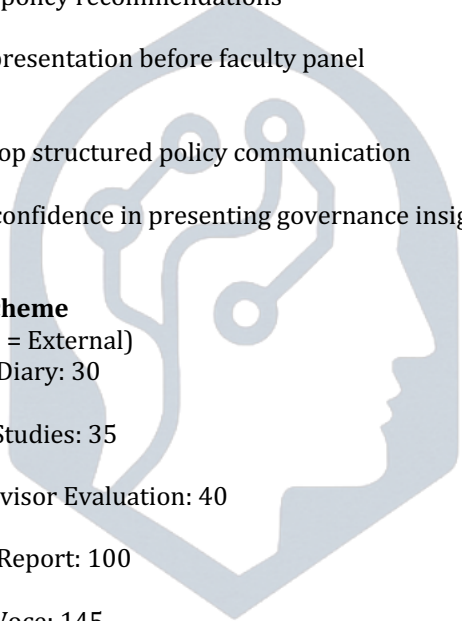 policy recommendations
presentation before faculty panel
op structured policy communication
confidence in presenting governance insig
heme
= External)
Diary: 30
Studies: 35
visor Evaluation: 40
Report: 100
Voce: 145